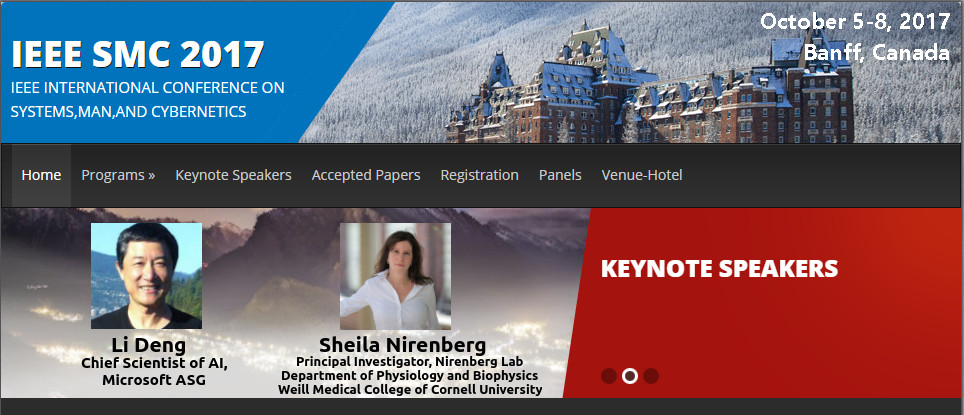 IEEE SMC 2017
IEEE INTERNATIONAL CONFERENCE ON
SYSTEMS,MAN,AND CYBERNETICS
October 5-8, 2017
Banff, Canada
Home Programs » Keynote Speakers Accepted Papers Registration Panels Venue-Hotel
Li Deng
Chief Scientist of AI,
Microsoft ASG
Sheila Nirenberg
Principal Investigator, Nirenberg Lab
Department of Physiology and Biophysics
Weill Medical College of Cornell University
KEYNOTE SPEAKERS